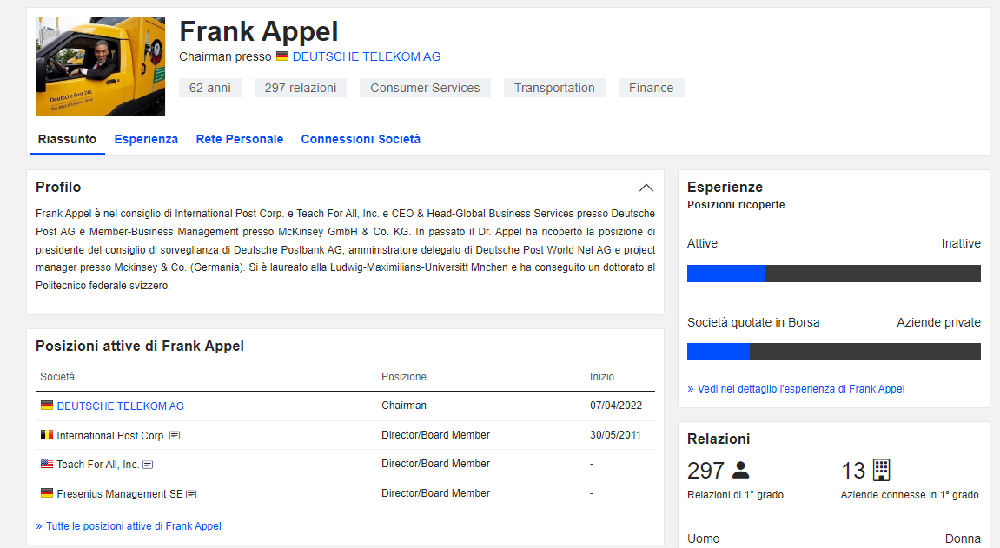 Frank Appel
Chairman presso DEUTSCHE TELEKOM AG
62 anni 297 relazioni Consumer Services Transportation Finance
Deutsche Post DHL
Riassunto Esperienza Rete Personale Connessioni Società
Profilo
Frank Appel è nel consiglio di International Post Corp. e Teach For All, Inc. e CEO & Head-Global Business Services presso Deutsche
Post AG e Member-Business Management presso McKinsey GmbH & Co. KG. In passato il Dr. Appel ha ricoperto la posizione di
presidente del consiglio di sorveglianza di Deutsche Postbank AG, amministratore delegato di Deutsche Post World Net AG e project
manager presso Mckinsey & Co. (Germania). Si è laureato alla Ludwig-Maximilians-Universitt Mnchen e ha conseguito un dottorato al
Politecnico federale svizzero.
Posizioni attive di Frank Appel
Società Posizione Inizio
DEUTSCHE TELEKOM AG Chairman 07/04/2022
International Post Corp. Director/Board Member 30/05/2011
Teach For All, Inc. Director/Board Member -
Fresenius Management SE Director/Board Member -
» Tutte le posizioni attive di Frank Appel
Esperienze
Posizioni ricoperte
Attive Inattive
Società quotate in Borsa Aziende private
» Vedi nel dettaglio l'esperienza di Frank Appel
Relazioni
297 13
Relazioni di 1° grado Aziende connesse in 1° grado
Uomo Donna